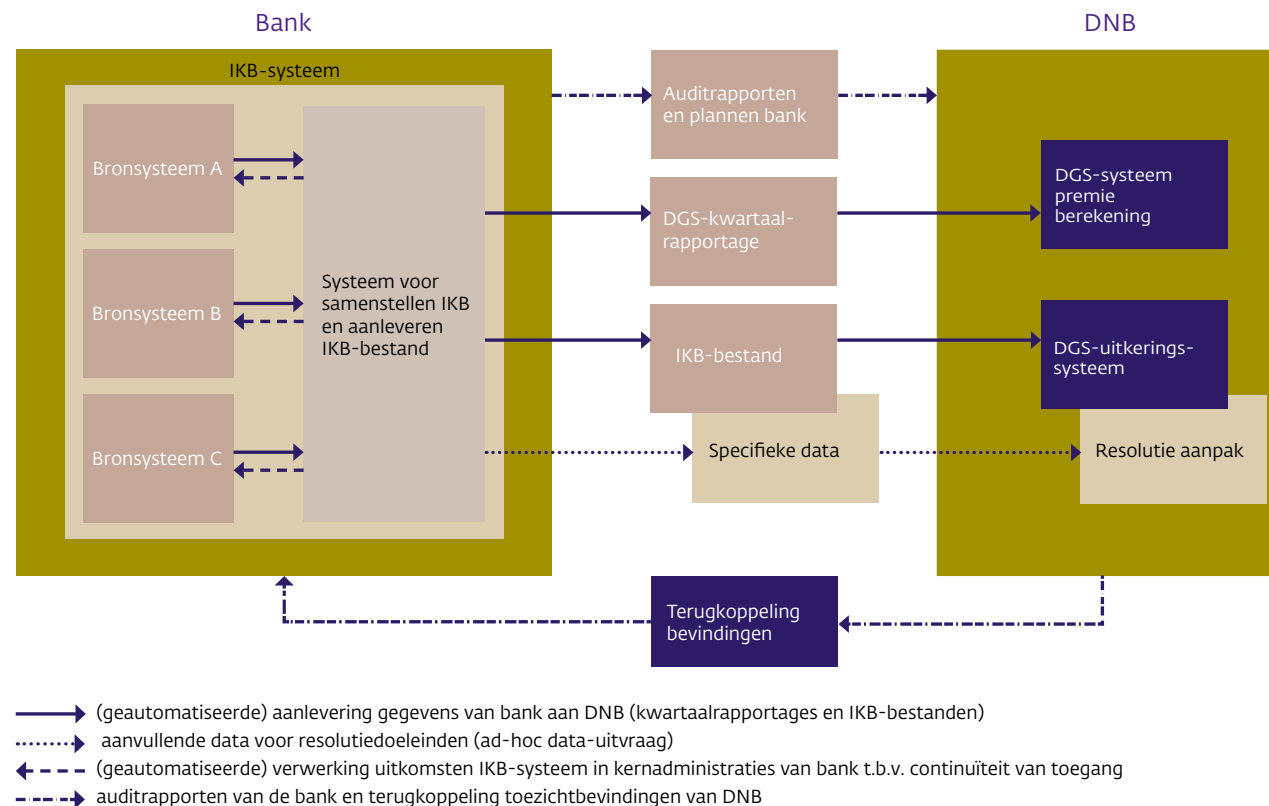 Bank
DNB
IKB-systeem
Bronsysteem A
Bronsysteem B
Bronsysteem C
Systeem voor
samenstellen IKB
en aanleveren
IKB-bestand
Auditrapporten
en plannen bank
DGS-kwartaal-
rapportage
IKB-bestand
Specifieke data
DGS-systeem
premie
berekening
DGS-uitkerings-
systeem
Resolutie aanpak
Terugkoppeling
bevindingen
(geautomatiseerde) aanlevering gegevens van bank aan DNB (kwartaalrapportages en IKB-bestanden)
aanvullende data voor resolutiedoeleinden (ad-hoc data-uitvraag)
(geautomatiseerde) verwerking uitkomsten IKB-systeem in kernadministraties van bank t.b.v. continuïteit van toegang
auditrapporten van de bank en terugkoppeling toezichtbevindingen van DNB